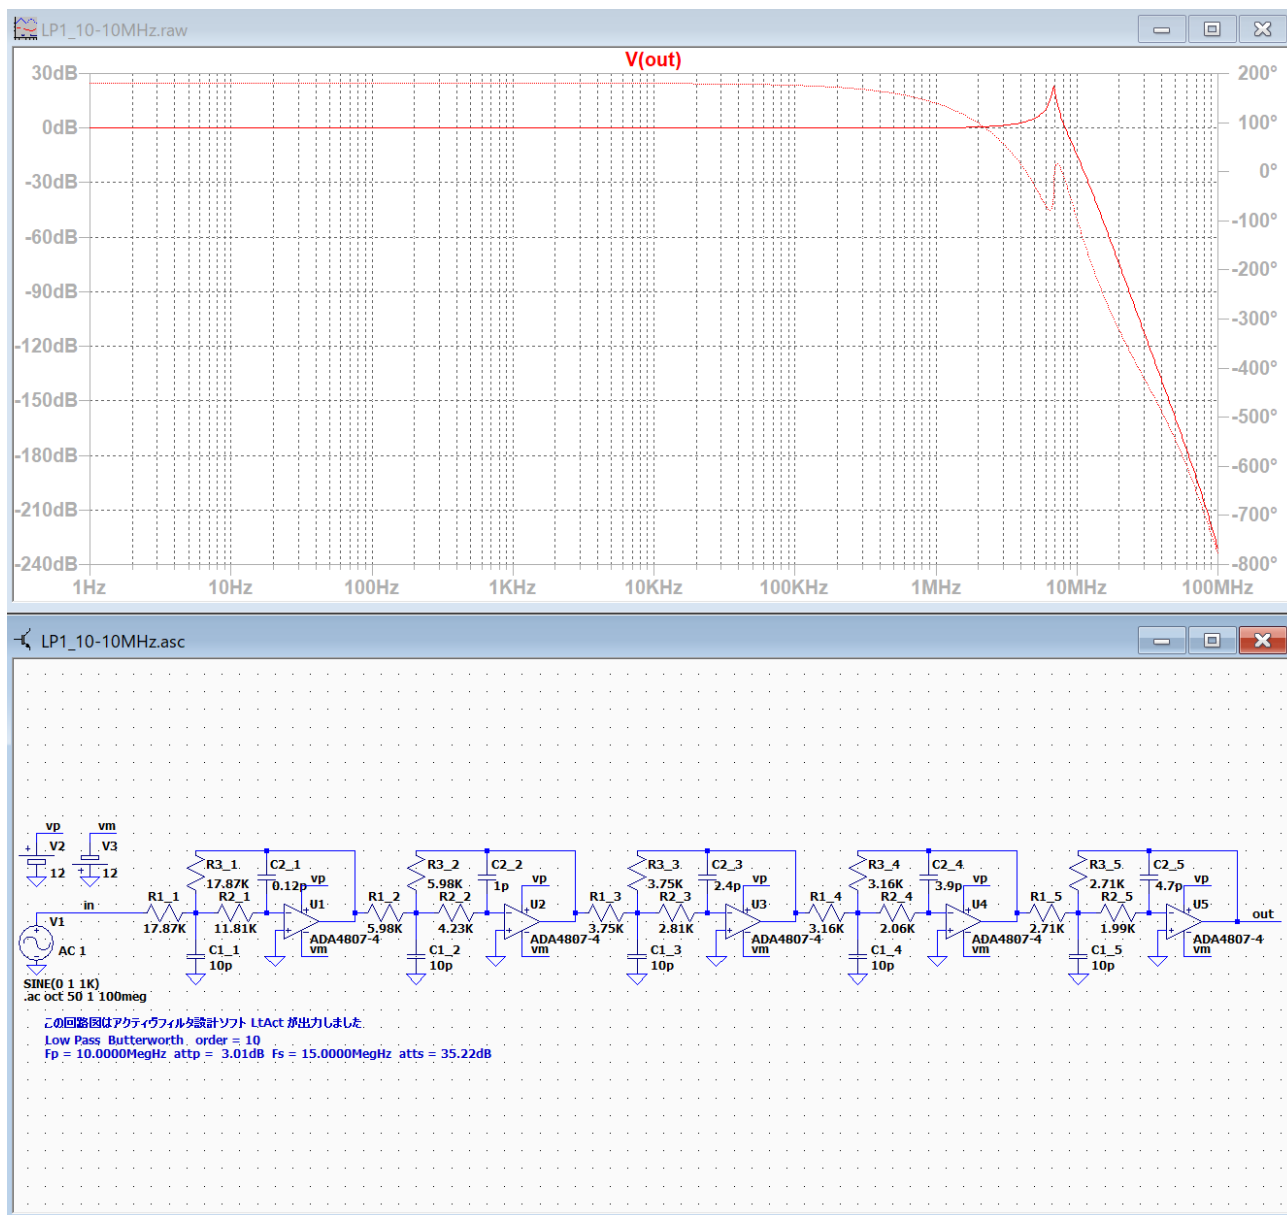 LP1_10-10MHz.raw
V(out)
30dB
0dB
-30dB
-60dB
-90dB
-120dB
-150dB
-180dB
-210dB
-240dB
200°
100°
0°
-100°
-200°
-300°
-400°
-500°
-600°
-700°
-800°
1Hz 10Hz 100Hz 1KHz 10KHz 100KHz 1MHz 10MHz 100MHz
LP1_10-10MHz.asc
vp vm
V2 V3
12 12
in
V1
AC 1
SINE(0 1 1K)
.ac oct 50 1 100meg
R3_1
17.87K
C2_1
0.12p
R1_1
17.87K
R2_1
11.81K
C1_1
10p
vp
U1
ADA4807-4
vm
R3_2
5.98K
C2_2
1p
R1_2
5.98K
R2_2
4.23K
C1_2
10p
vp
U2
ADA4807-4
vm
R3_3
3.75K
C2_3
2.4p
R1_3
3.75K
R2_3
2.81K
C1_3
10p
vp
U3
ADA4807-4
vm
R3_4
3.16K
C2_4
3.9p
R1_4
3.16K
R2_4
2.06K
C1_4
10p
vp
U4
ADA4807-4
vm
R3_5
2.71K
C2_5
4.7p
R1_5
2.71K
R2_5
1.99K
C1_5
10p
vp
U5
ADA4807-4
vm
out
この回路図はアクティヴフィルタ設計ソフト LtAct が出力しました
Low Pass Butterworth order = 10
Fp = 10.0000MegHz attp = 3.01dB Fs = 15.0000MegHz atts = 35.22dB